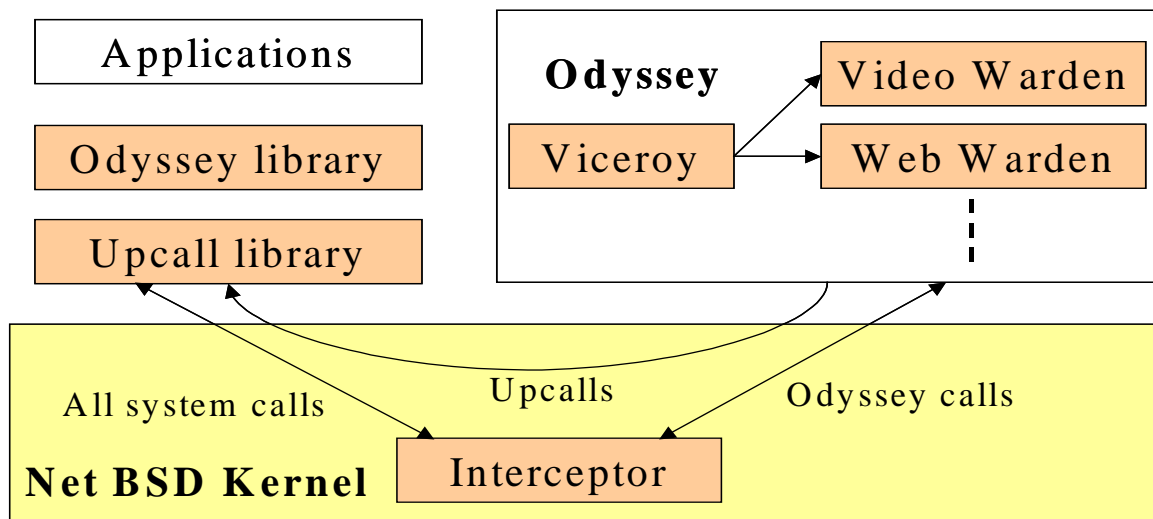 Applications
Odyssey library
Upcall library
Odyssey
Viceroy
Video Warden
Web Warden
All system calls
Upcalls
Odyssey calls
Net BSD Kernel
Interceptor